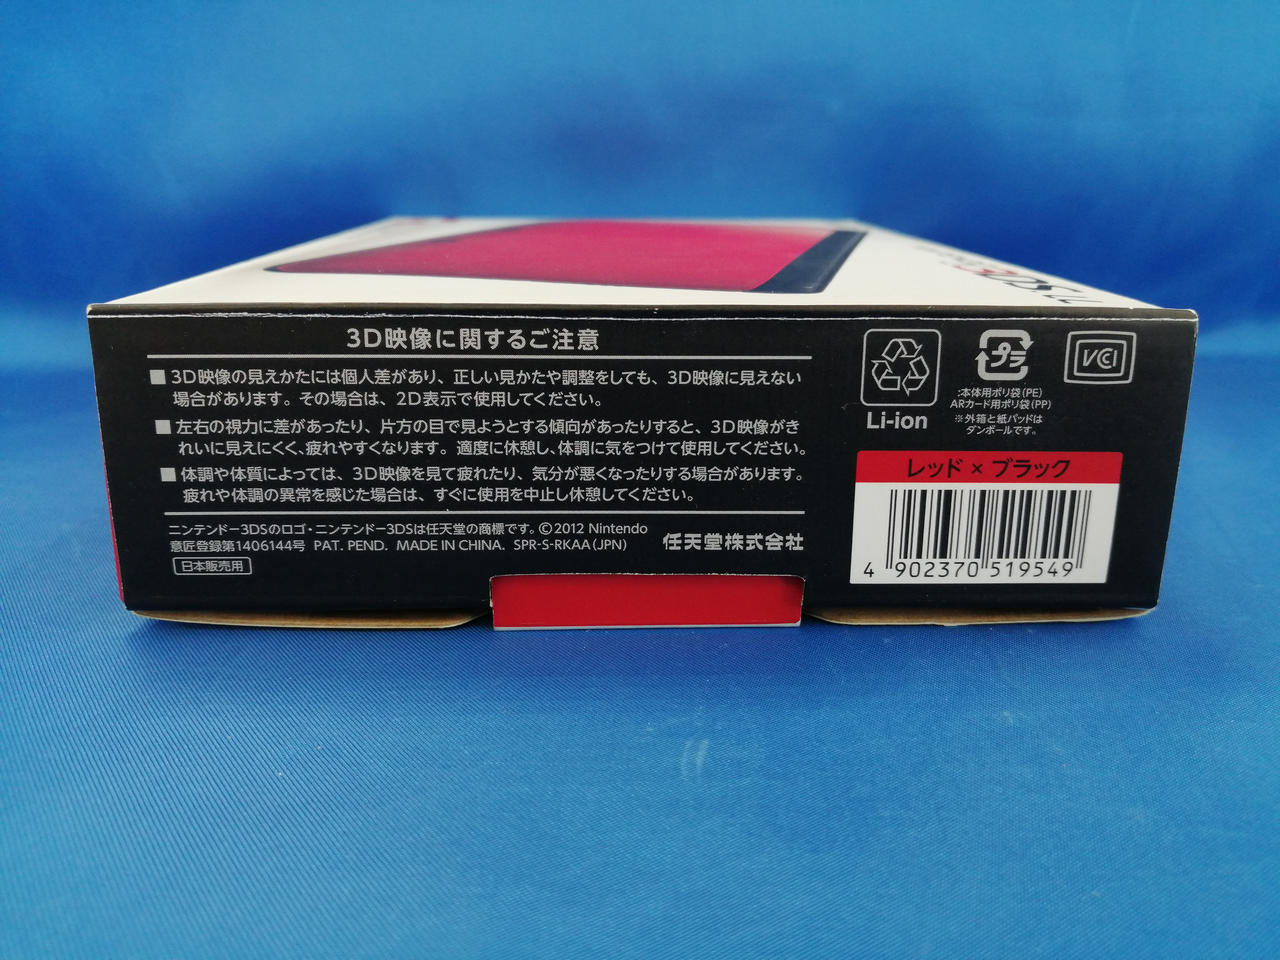 3DS LL
3D映像に関するご注意
■ 3D映像の見えかたには個人差があり、正しい見かたや調整をしても、3D映像に見えない
場合があります。その場合は、2D表示で使用してください。
■ 左右の視力に差があったり、片方の目で見ようとする傾向があったりすると、3D映像がき
れいに見えにくく、疲れやすくなります。適度に休憩し、体調に気をつけて使用してください。
■ 体調や体質によっては、3D映像を見て疲れたり、気分が悪くなったりする場合があります。
疲れや体調の異常を感じた場合は、すぐに使用を中止し休憩してください。
ニンテンドー3DSのロゴ・ニンテンドー3DSは任天堂の商標です。©2012 Nintendo
意匠登録第1406144号 PAT. PEND. MADE IN CHINA. SPR-S-RKAA(JPN)
日本販売用
任天堂株式会社
Li-ion
プラ
:本体用ポリ袋(PE)
ARカード用ポリ袋(PP)
※外箱と紙パッドは
ダンボールです。
VCCI
レッド × ブラック
4 902370 519549